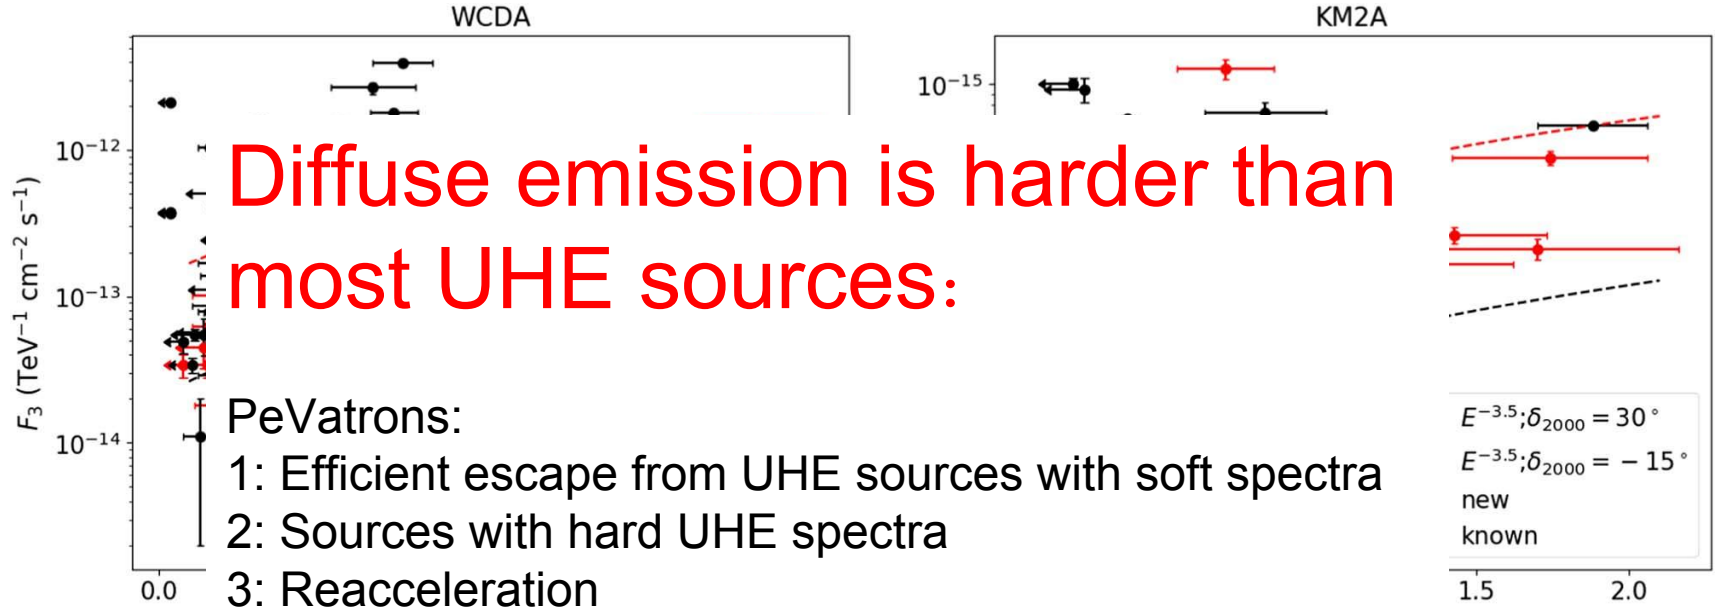 WCDA
KM2A
10⁻¹²
10⁻¹³
10⁻¹⁴
F₃ (TeV⁻¹ cm⁻² s⁻¹)
0.0
10⁻¹⁵
Diffuse emission is harder than
most UHE sources：
PeVatrons:
1: Efficient escape from UHE sources with soft spectra
2: Sources with hard UHE spectra
3: Reacceleration
E⁻³·⁵;δ₂₀₀₀ = 30°
E⁻³·⁵;δ₂₀₀₀ = − 15°
new
known
1.5
2.0